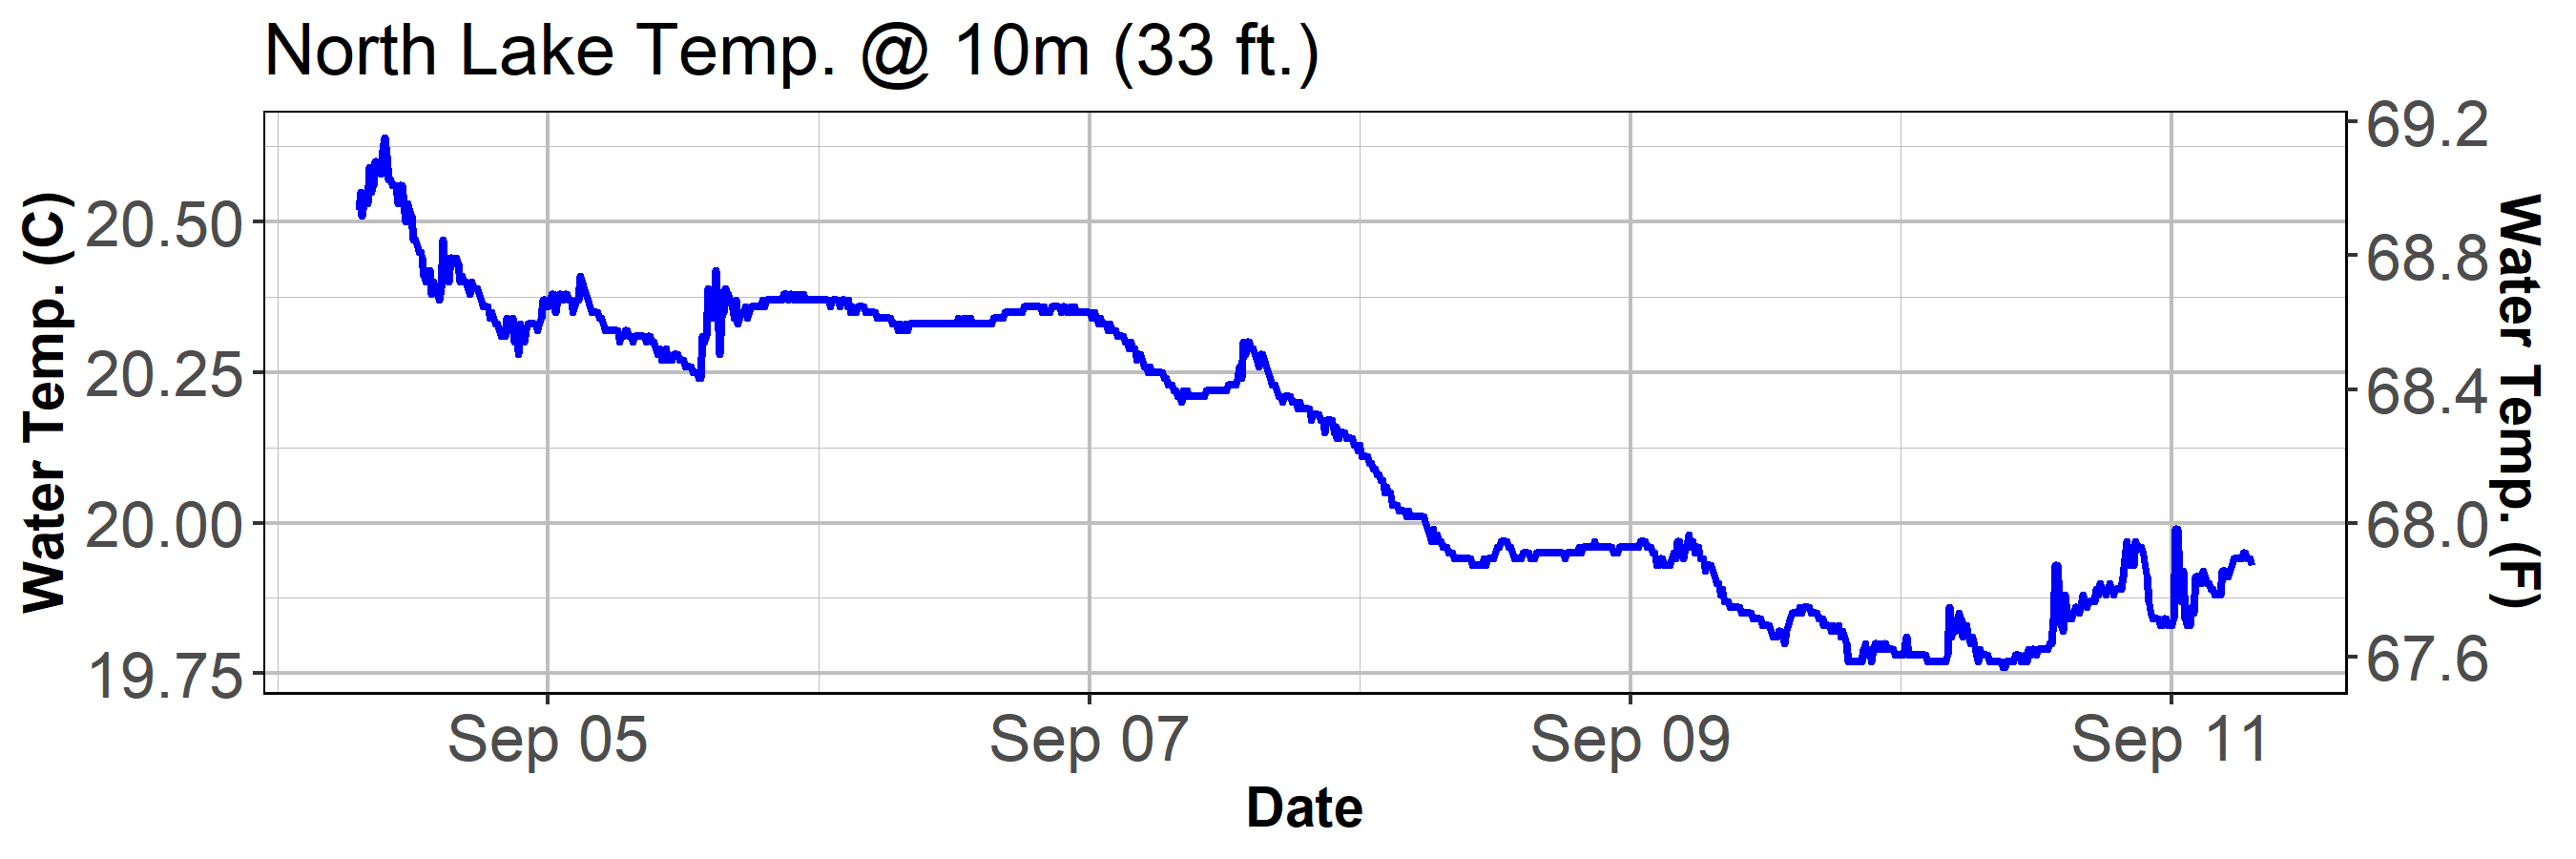 North Lake Temp. @ 10m (33 ft.)
Water Temp. (C)
20.50
20.25
20.00
19.75
69.2
68.8
68.4
68.0
67.6
Water Temp. (F)
Sep 05
Sep 07
Sep 09
Sep 11
Date